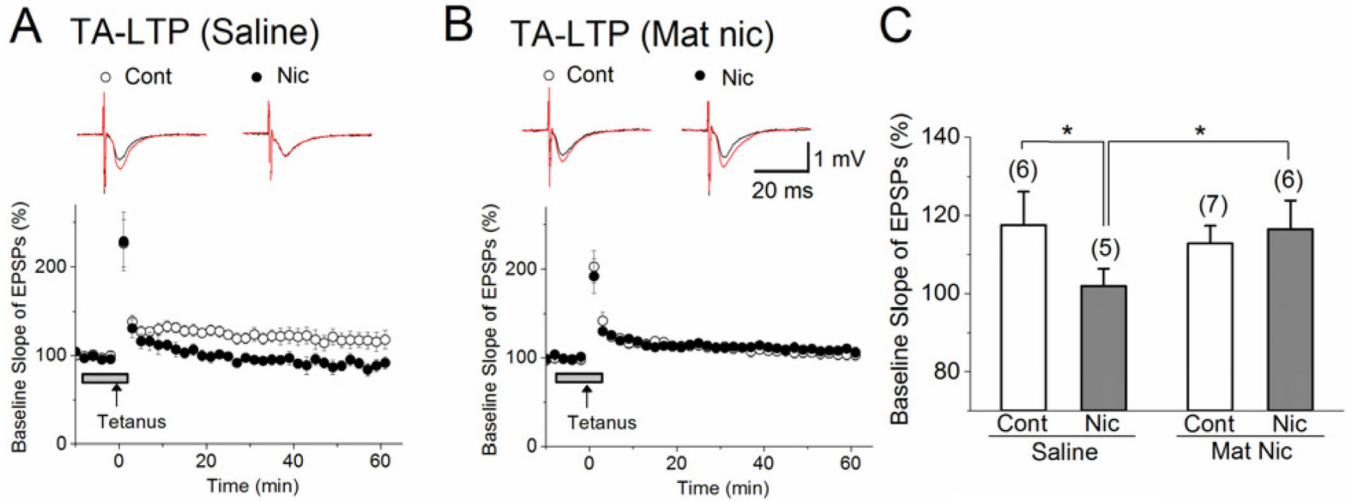 A TA-LTP (Saline)
Cont Nic
Baseline Slope of EPSPs (%)
200
100
0
Tetanus
0 20 40 60
Time (min)
B TA-LTP (Mat nic)
Cont Nic
1 mV
20 ms
Baseline Slope of EPSPs (%)
200
100
0
Tetanus
0 20 40 60
Time (min)
C
Baseline Slope of EPSPs (%)
140
120
100
80
* *
(6) (5) (7) (6)
Cont Nic Cont Nic
Saline Mat Nic